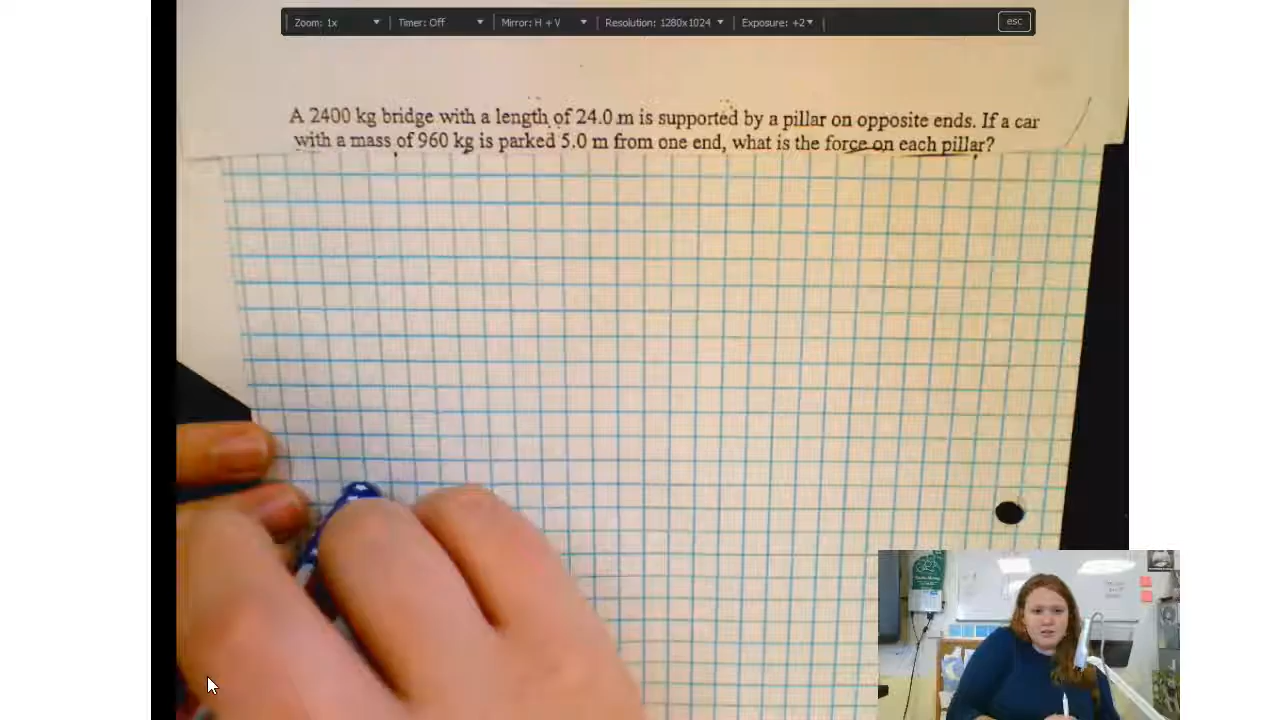 Zoom: 1x Timer: Off Mirror: H + V Resolution: 1280x1024 Exposure: +2 esc
A 2400 kg bridge with a length of 24.0 m is supported by a pillar on opposite ends. If a car
with a mass of 960 kg is parked 5.0 m from one end, what is the force on each pillar?